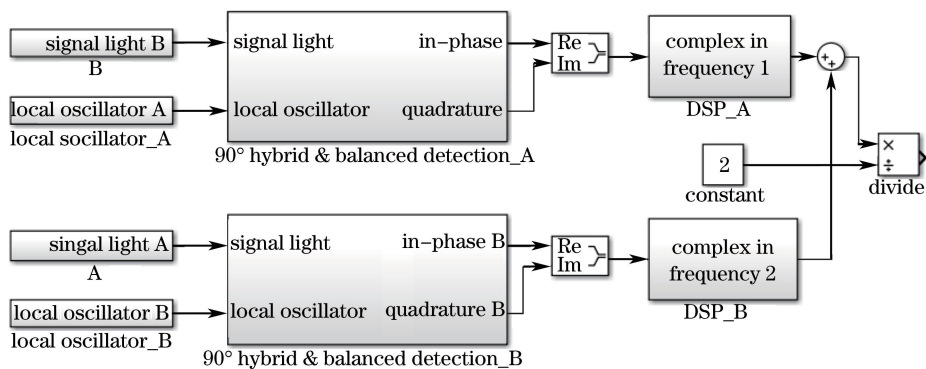 signal light B
B
local oscillator A
local socillator_A
signal light
local oscillator
in-phase
quadrature
90° hybrid & balanced detection_A
Re
Im
complex in
frequency 1
DSP_A
++
2
constant
×
÷
divide
singal light A
A
local oscillator B
local oscillator_B
signal light
local oscillator
in-phase B
quadrature B
90° hybrid & balanced detection_B
Re
Im
complex in
frequency 2
DSP_B